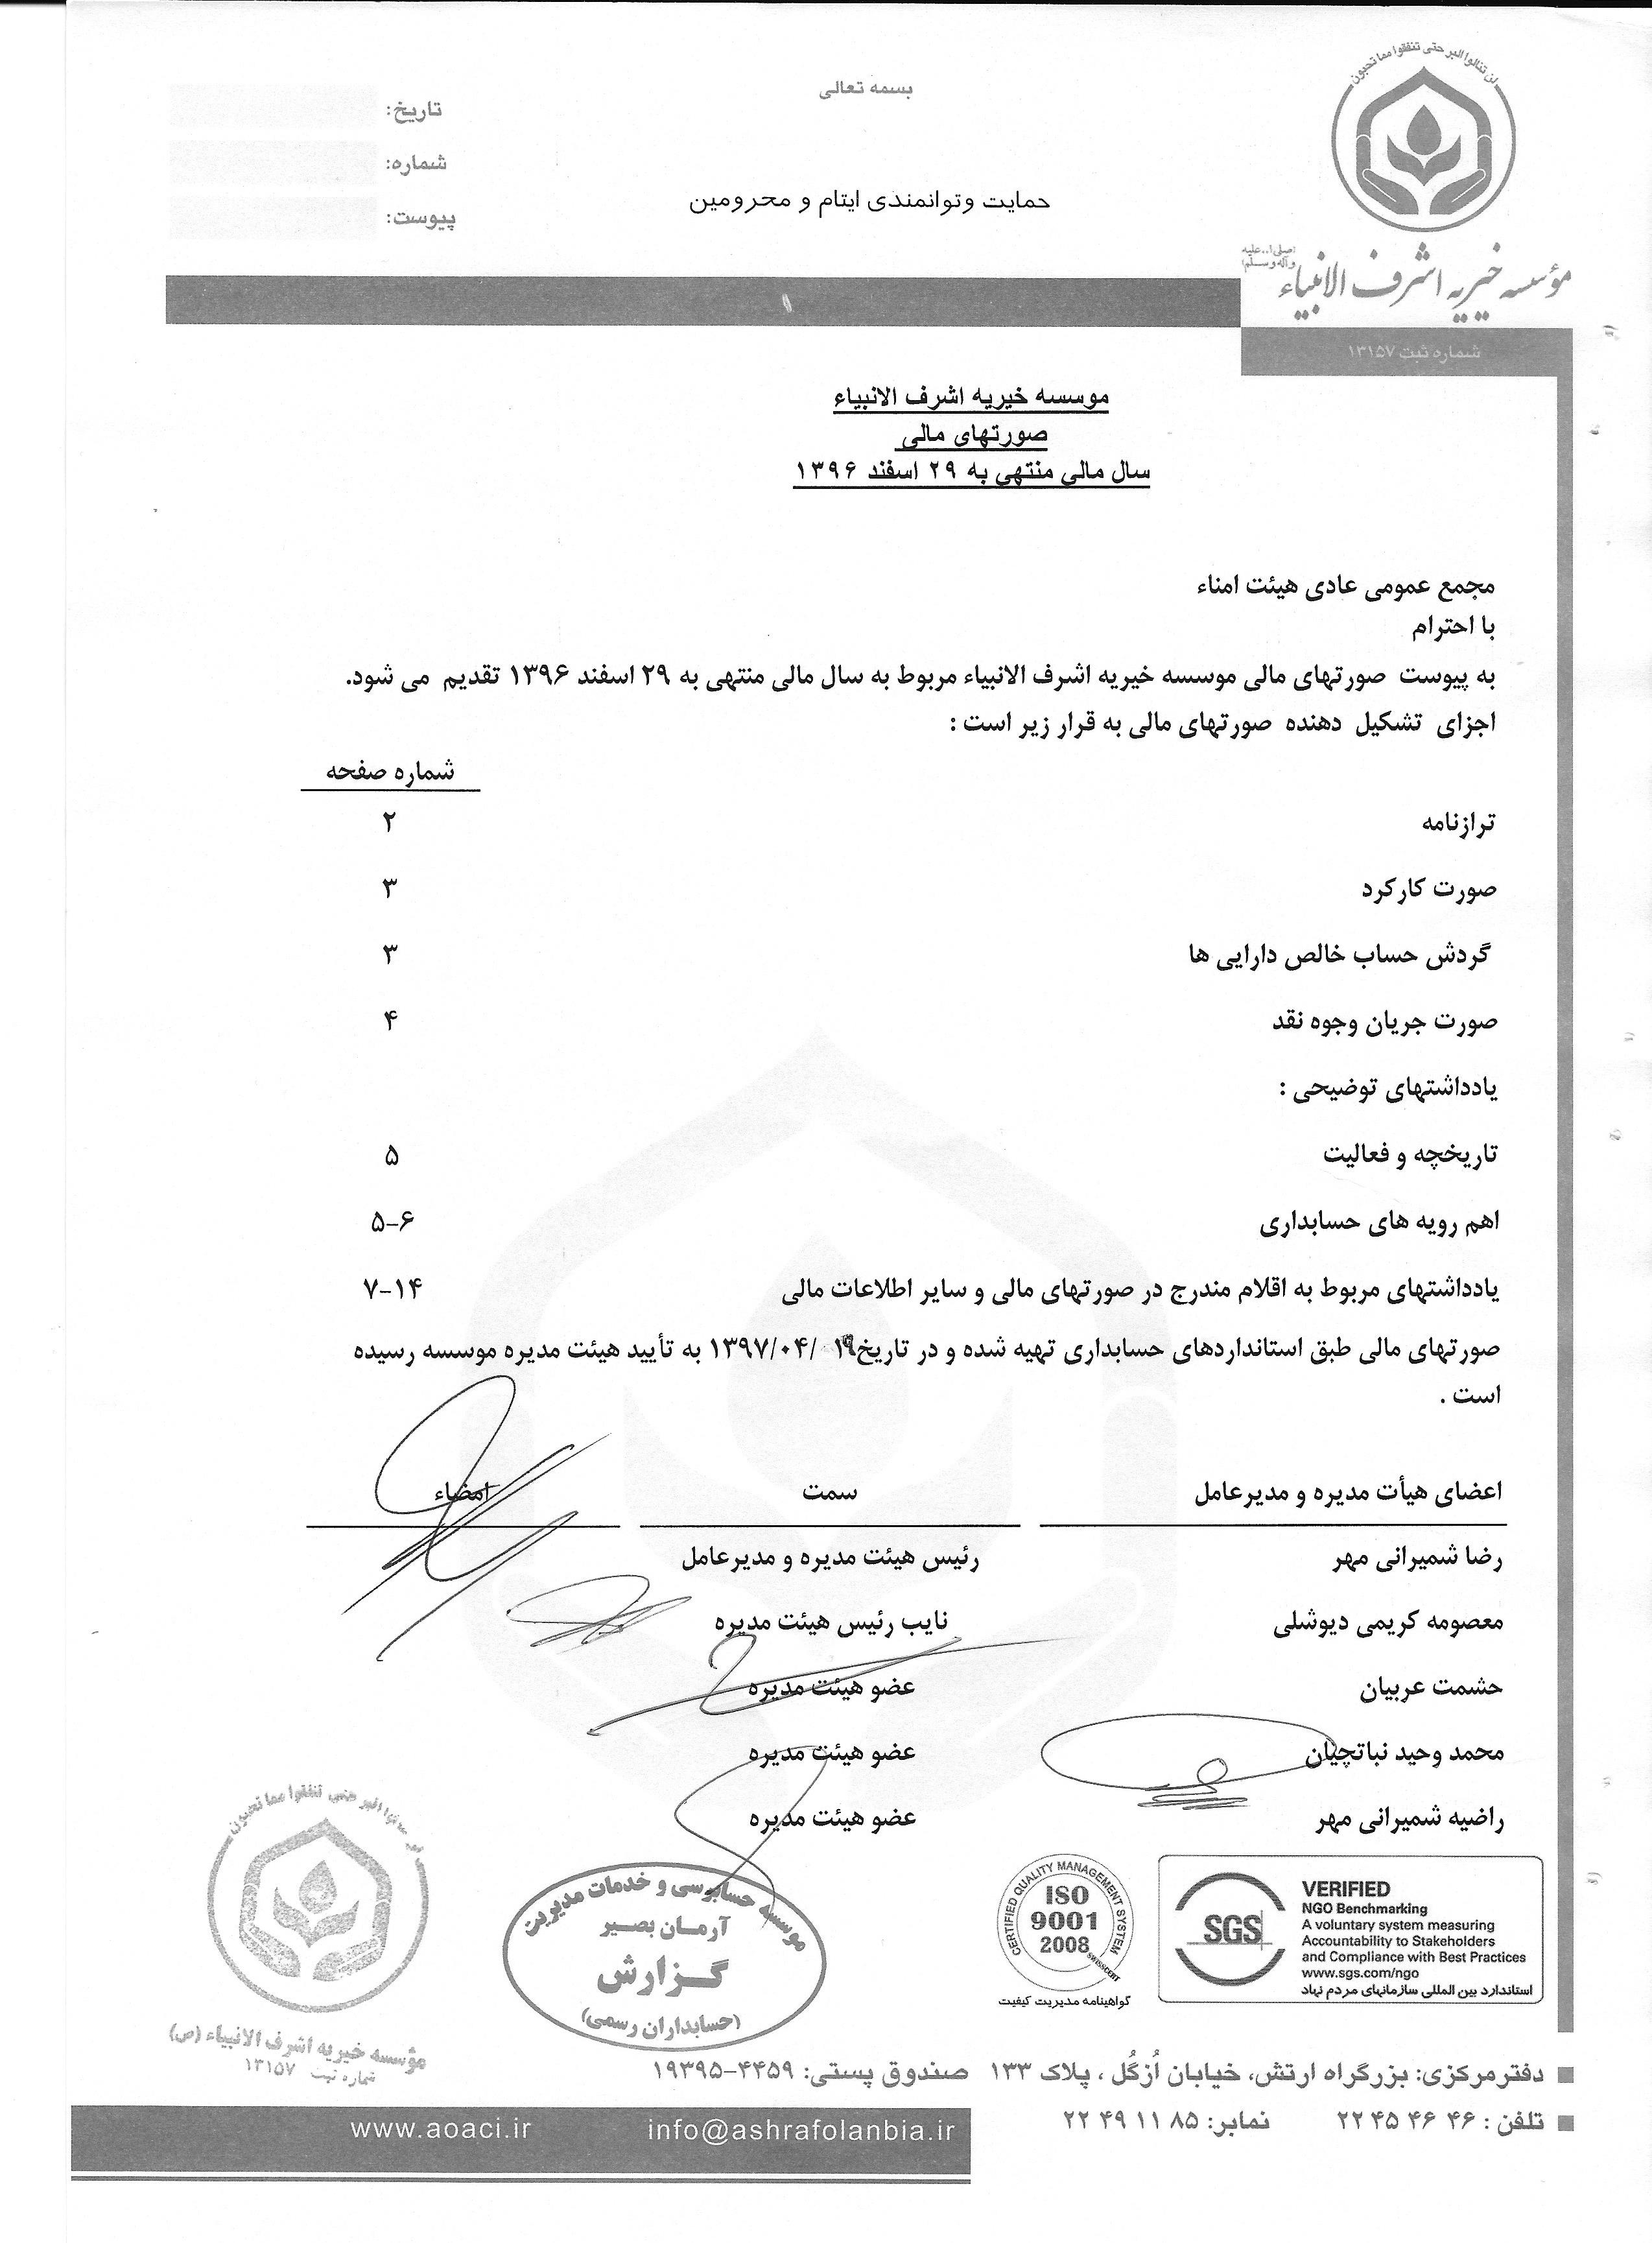 لن تنالوا البر حتی تنفقوا مما تحبون
بسمه تعالی
تاریخ:
شماره:
پیوست:
حمایت وتوانمندی ایتام و محرومین
مؤسسه خیریه اشرف الانبیاء (صلی ا.. علیه وآله وسلم)
شماره ثبت ۱۳۱۵۷
موسسه خیریه اشرف الانبیاء
صورتهای مالی
سال مالی منتهی به ۲۹ اسفند ۱۳۹۶
مجمع عمومی عادی هیئت امناء
با احترام
به پیوست صورتهای مالی موسسه خیریه اشرف الانبیاء مربوط به سال مالی منتهی به ۲۹ اسفند ۱۳۹۶ تقدیم می شود.
اجزای تشکیل دهنده صورتهای مالی به قرار زیر است :
شماره صفحه
ترازنامه ۲
صورت کارکرد ۳
گردش حساب خالص دارایی ها ۳
صورت جریان وجوه نقد ۴
یادداشتهای توضیحی :
تاریخچه و فعالیت ۵
اهم رویه های حسابداری ۵-۶
یادداشتهای مربوط به اقلام مندرج در صورتهای مالی و سایر اطلاعات مالی ۷-۱۴
صورتهای مالی طبق استانداردهای حسابداری تهیه شده و در تاریخ ۱۳۹۷/۰۴/ به تأیید هیئت مدیره موسسه رسیده
است .
اعضای هیأت مدیره و مدیرعامل سمت امضاء
رضا شمیرانی مهر رئیس هیئت مدیره و مدیرعامل
معصومه کریمی دیوشلی نایب رئیس هیئت مدیره
حشمت عربیان عضو هیئت مدیره
محمد وحید نباتچیان عضو هیئت مدیره
راضیه شمیرانی مهر عضو هیئت مدیره
SGS
VERIFIED
NGO Benchmarking
A voluntary system measuring
Accountability to Stakeholders
and Compliance with Best Practices
www.sgs.com/ngo
استاندارد بین المللی سازمانهای مردم نهاد
CERTIFIED QUALITY MANAGEMENT SYSTEM
ISO
9001
2008
SWISSCERT
گواهینامه مدیریت کیفیت
موسسه حسابرسی و خدمات مدیریت
آرمان بصیر
گزارش
(حسابداران رسمی)
تنالوا البر حتی تنفقوا مما تحبون
مؤسسه خیریه اشرف الانبیاء (ص)
شماره ثبت ۱۳۱۵۷
دفتر مرکزی: بزرگراه ارتش، خیابان اُزگُل ، پلاک ۱۳۳ صندوق پستی: ۴۴۵۹-۱۹۳۹۵
تلفن : ۴۶ ۴۶ ۴۵ ۲۲ نمابر: ۸۵ ۱۱ ۴۹ ۲۲
info@ashrafolanbia.ir www.aoaci.ir